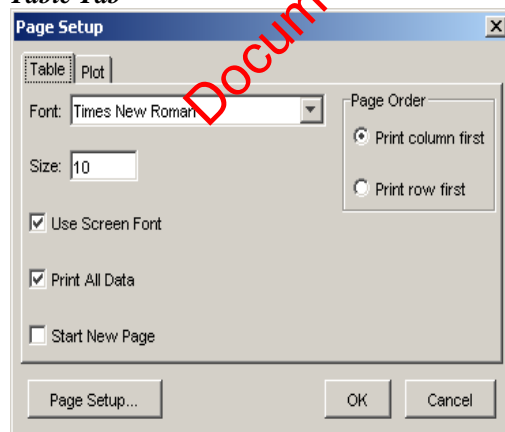 Table Tab
Page Setup
Table Plot
Font: Times New Roman
Page Order
Print column first
Size: 10
Print row first
Use Screen Font
Print All Data
Start New Page
Page Setup... OK Cancel